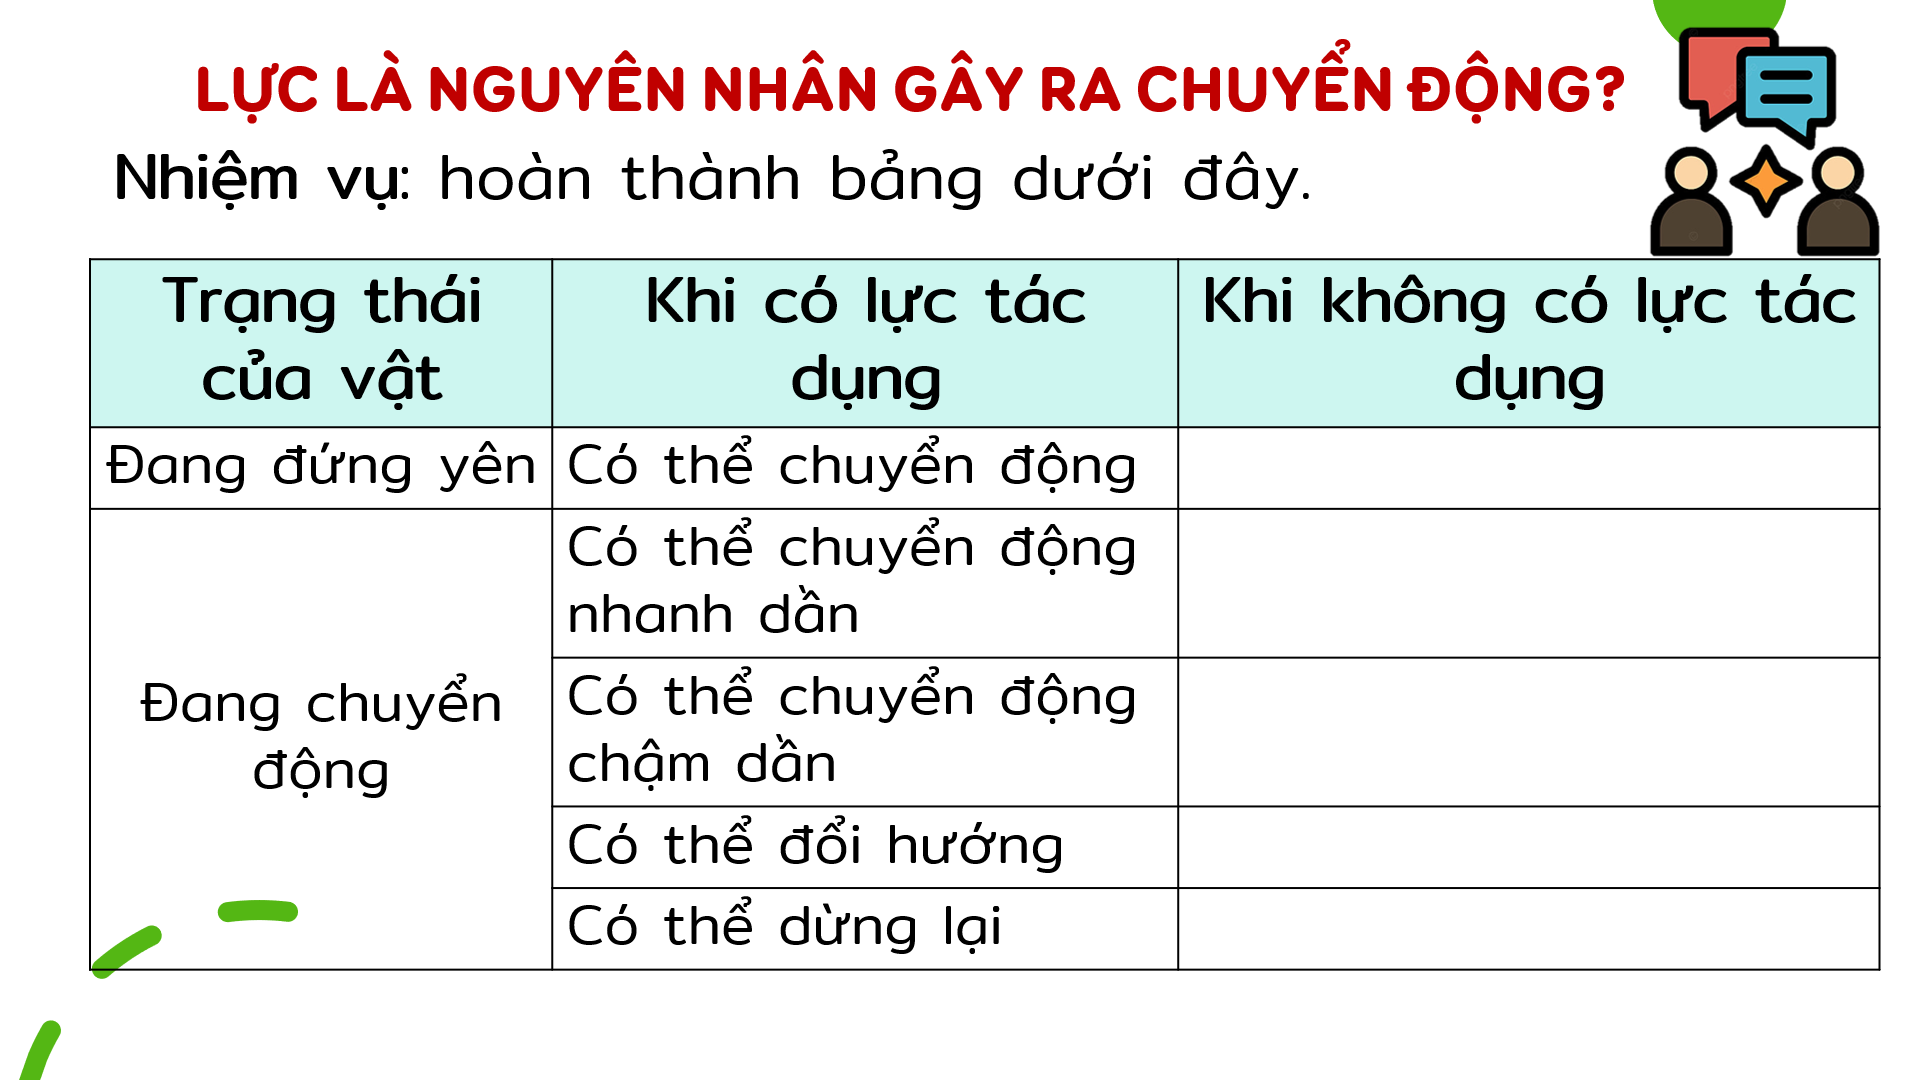 LỰC LÀ NGUYÊN NHÂN GÂY RA CHUYỂN ĐỘNG?
Nhiệm vụ: hoàn thành bảng dưới đây.
Trạng thái
của vật
Khi có lực tác
dụng
Khi không có lực tác
dụng
Đang đứng yên
Có thể chuyển động
Đang chuyển
động
Có thể chuyển động
nhanh dần
Có thể chuyển động
chậm dần
Có thể đổi hướng
Có thể dừng lại